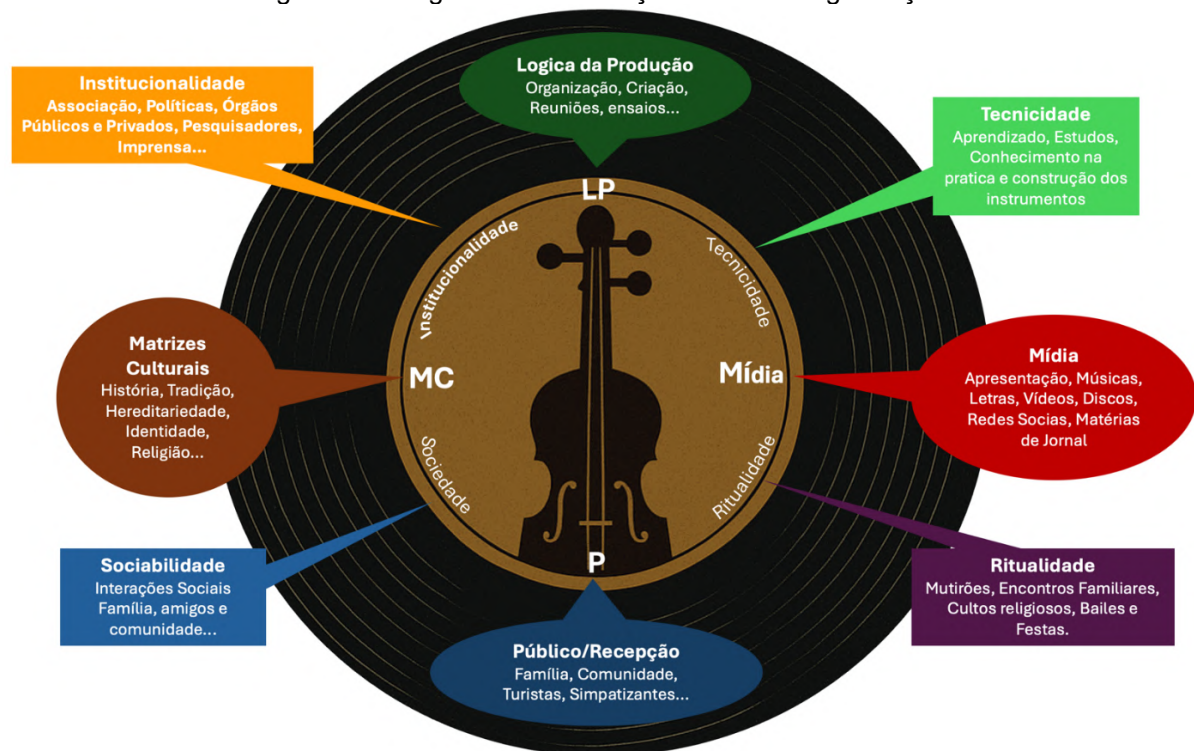 Institucionalidade
Associação, Políticas, Órgãos
Públicos e Privados, Pesquisadores,
Imprensa...
Logica da Produção
Organização, Criação,
Reuniões, ensaios...
Tecnicidade
Aprendizado, Estudos,
Conhecimento na
pratica e construção dos
instrumentos
LP
Institucionalidade
Tecnicidade
Matrizes
Culturais
História, Tradição,
Hereditariedade,
Identidade,
Religião...
MC
Mídia
Mídia
Apresentação, Músicas,
Letras, Vídeos, Discos,
Redes Socias, Matérias
de Jornal
Sociedade
Ritualidade
P
Sociabilidade
Interações Sociais
Família, amigos e
comunidade...
Público/Recepção
Família, Comunidade,
Turistas, Simpatizantes...
Ritualidade
Mutirões, Encontros Familiares,
Cultos religiosos, Bailes e
Festas.